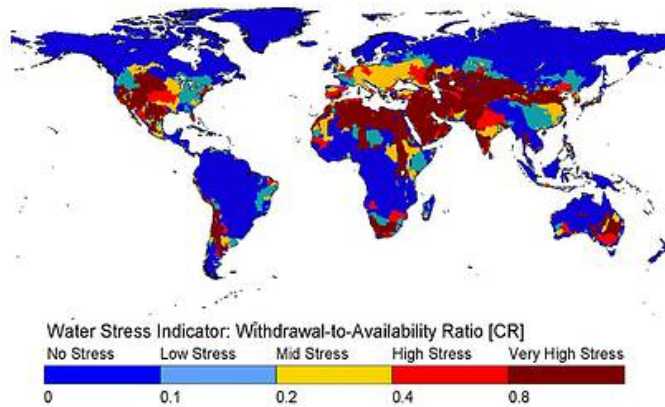 Water Stress Indicator: Withdrawal-to-Availability Ratio [CR]
No Stress Low Stress Mid Stress High Stress Very High Stress
0 0.1 0.2 0.4 0.8